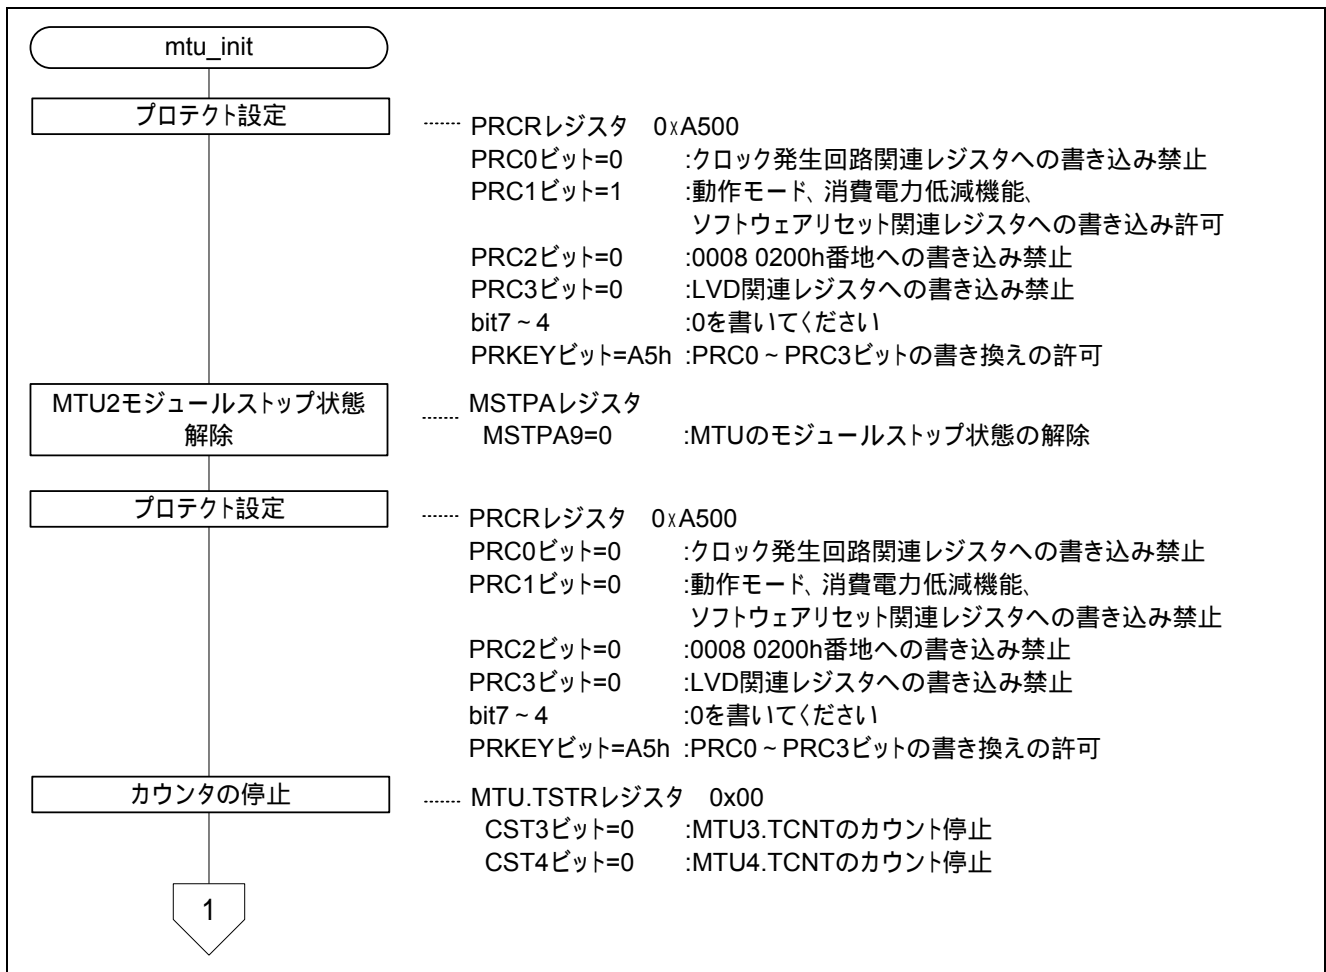 mtu_init
プロテクト設定
PRCRレジスタ 0xA500
PRC0ビット=0 :クロック発生回路関連レジスタへの書き込み禁止
PRC1ビット=1 :動作モード、消費電力低減機能、
ソフトウェアリセット関連レジスタへの書き込み許可
PRC2ビット=0 :0008 0200h番地への書き込み禁止
PRC3ビット=0 :LVD関連レジスタへの書き込み禁止
bit7～4 :0を書いてください
PRKEYビット=A5h :PRC0～PRC3ビットの書き換えの許可
MTU2モジュールストップ状態
解除
MSTPAレジスタ
MSTPA9=0 :MTUのモジュールストップ状態の解除
プロテクト設定
PRCRレジスタ 0xA500
PRC0ビット=0 :クロック発生回路関連レジスタへの書き込み禁止
PRC1ビット=0 :動作モード、消費電力低減機能、
ソフトウェアリセット関連レジスタへの書き込み禁止
PRC2ビット=0 :0008 0200h番地への書き込み禁止
PRC3ビット=0 :LVD関連レジスタへの書き込み禁止
bit7～4 :0を書いてください
PRKEYビット=A5h :PRC0～PRC3ビットの書き換えの許可
カウンタの停止
MTU.TSTRレジスタ 0x00
CST3ビット=0 :MTU3.TCNTのカウント停止
CST4ビット=0 :MTU4.TCNTのカウント停止
1